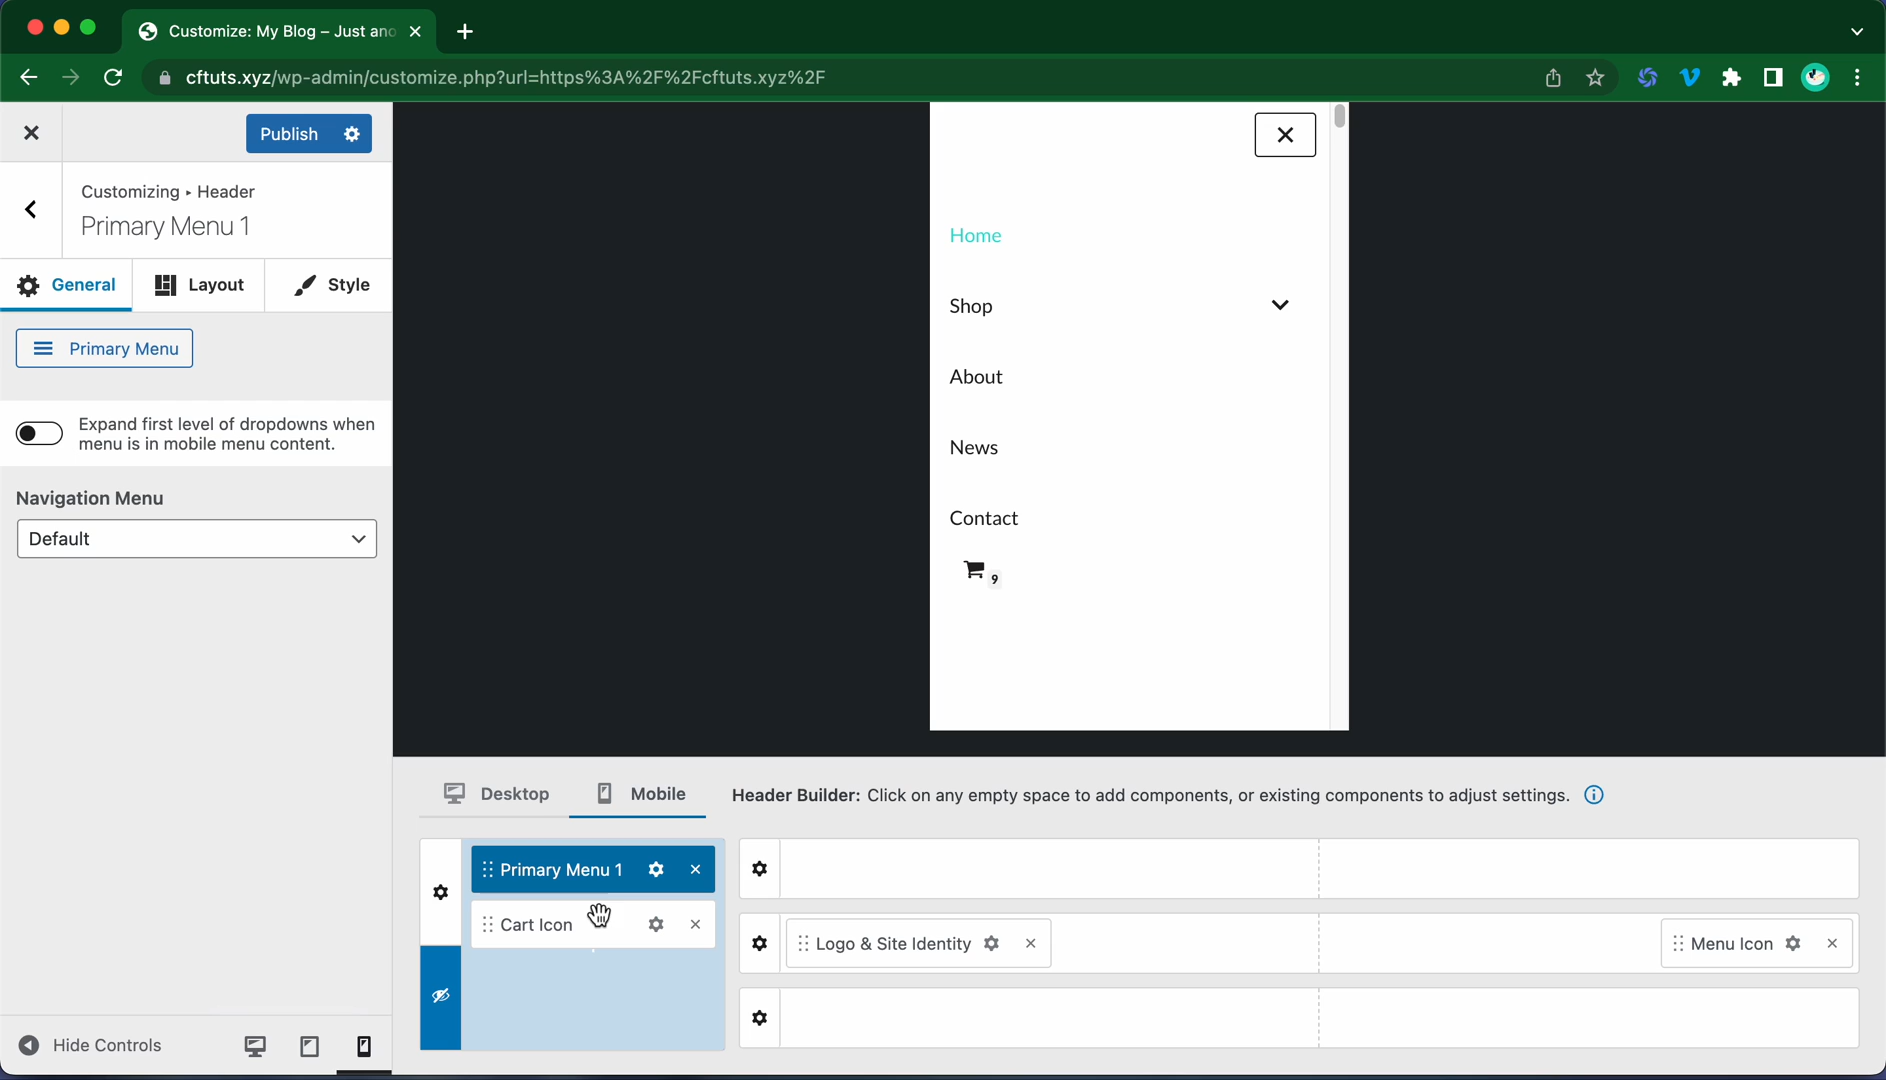 Customize: My Blog – Just ano
cftuts.xyz/wp-admin/customize.php?url=https%3A%2F%2Fcftuts.xyz%2F
Publish
Customizing ▸ Header
Primary Menu 1
General
Layout
Style
Primary Menu
Expand first level of dropdowns when
menu is in mobile menu content.
Navigation Menu
Default
Hide Controls
Home
Shop
About
News
Contact
9
Desktop
Mobile
Header Builder: Click on any empty space to add components, or existing components to adjust settings.
Primary Menu 1
Cart Icon
Logo & Site Identity
Menu Icon